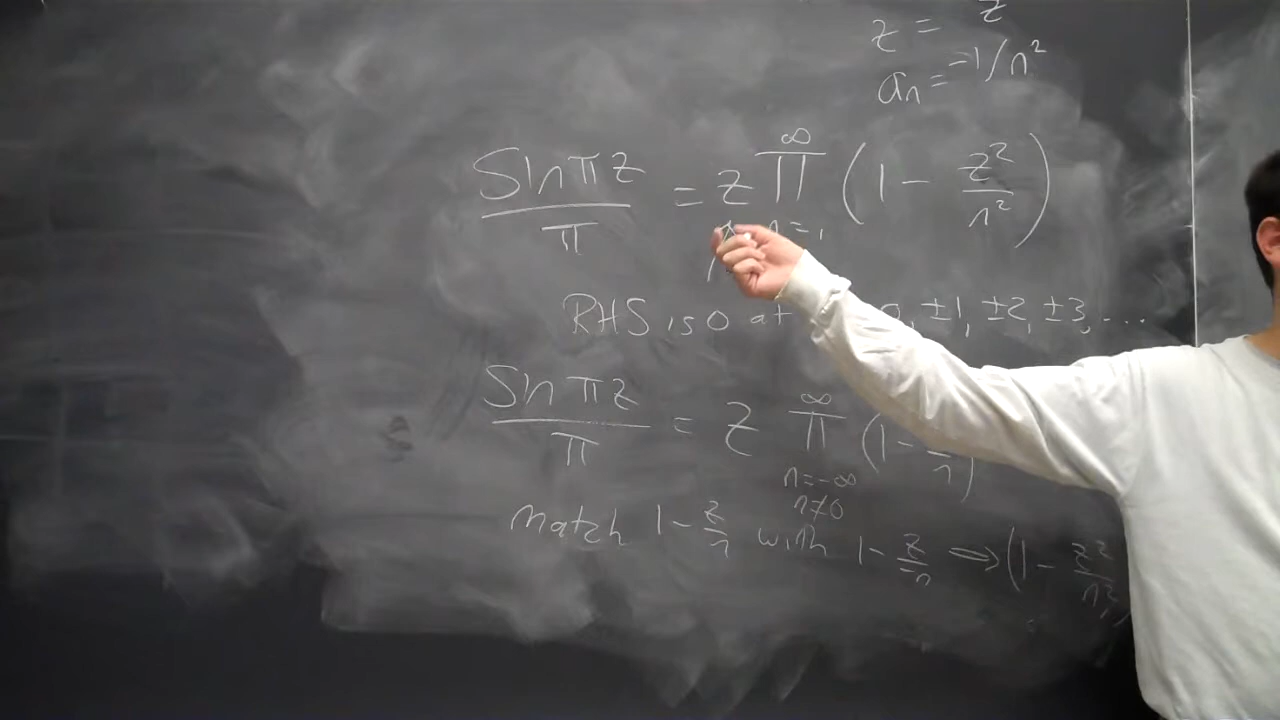 z = z
aₙ = -1/n²
Sin πz / π = z ∏_{n=1}^{∞} (1 - z²/n²)
RHS is 0 at 0, ±1, ±2, ±3, ...
Sin πz / π = z ∏_{n=-∞, n≠0}^{∞} (1 - /n)
match 1 - z/n with 1 - z/-n ⟹ (1 - z²/n²)